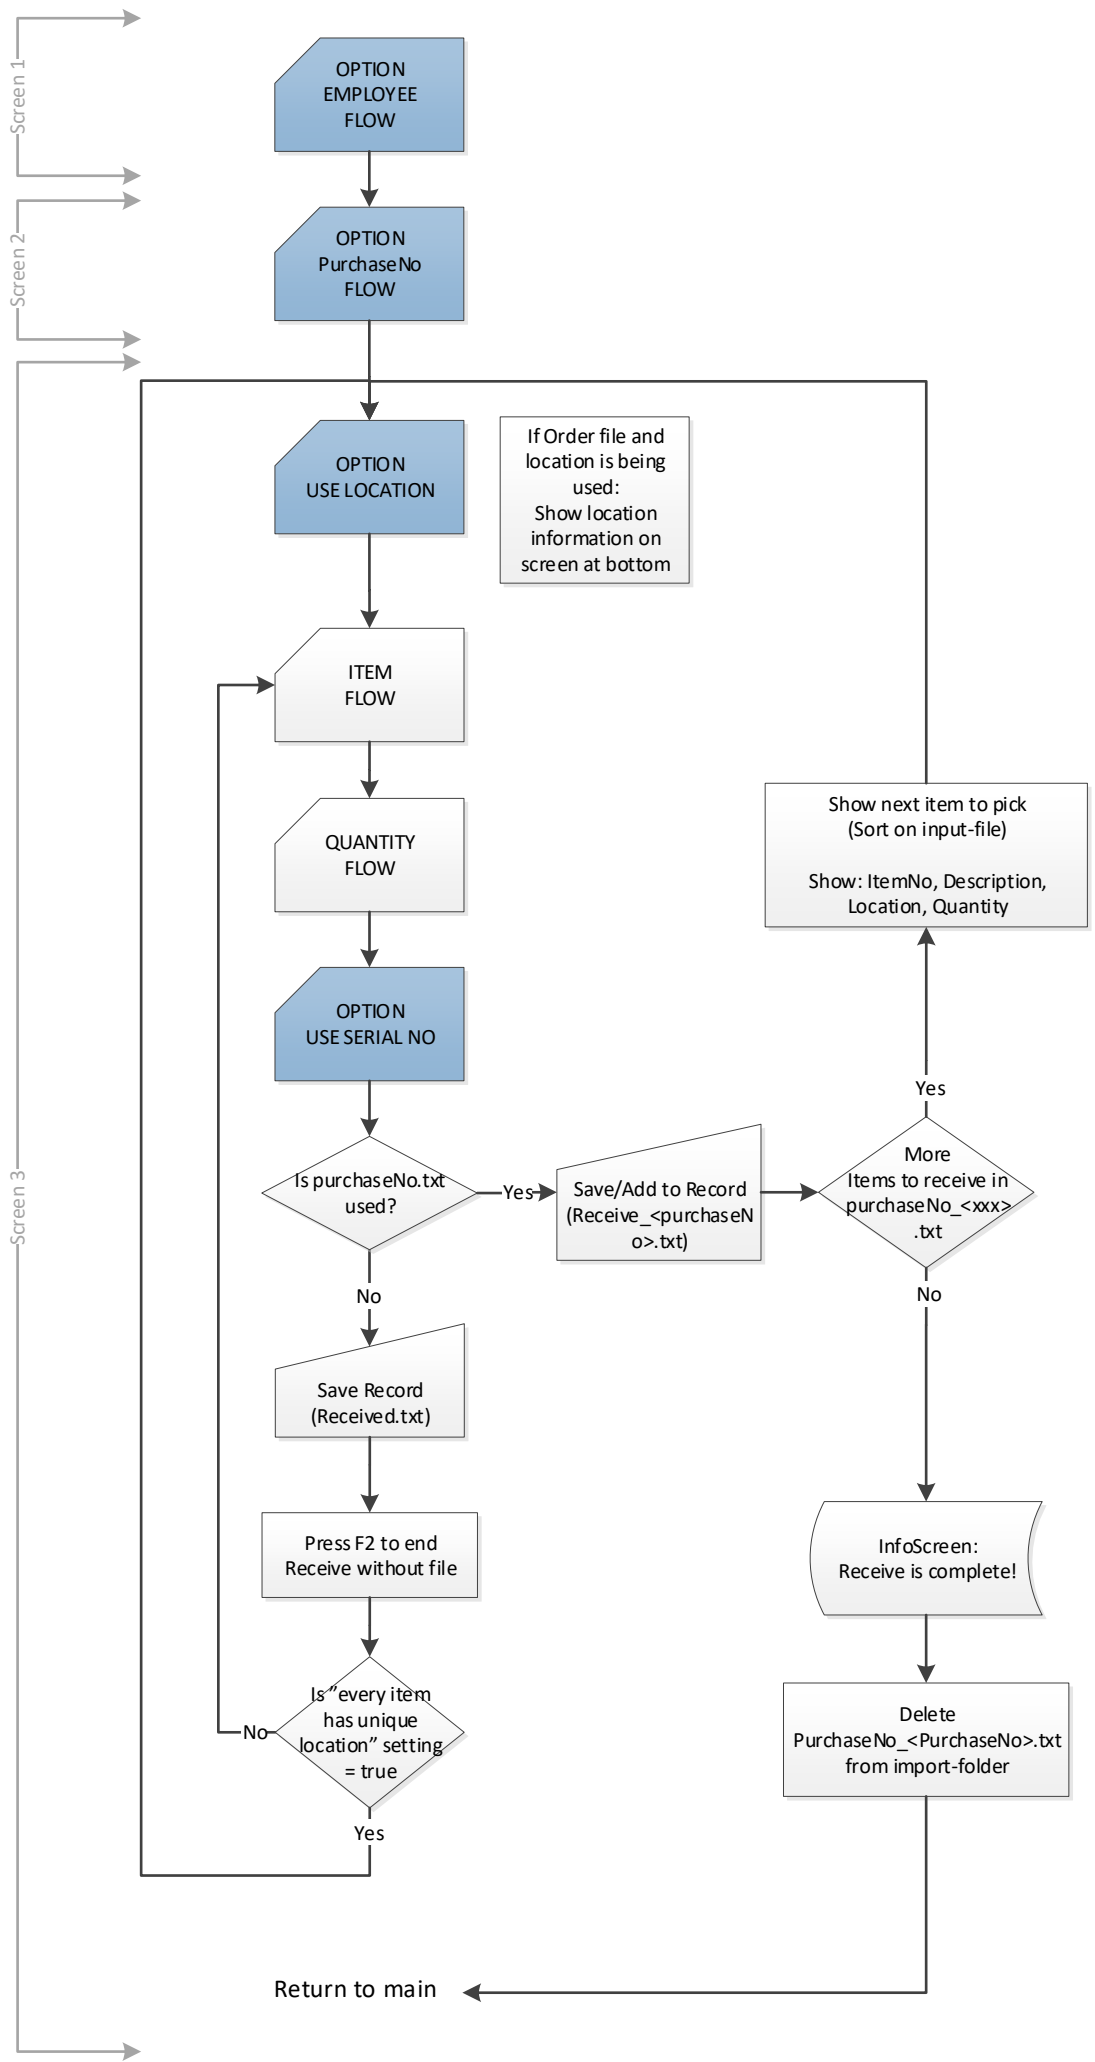 Screen 1
OPTION
EMPLOYEE
FLOW
Screen 2
OPTION
PurchaseNo
FLOW
Screen 3
OPTION
USE LOCATION
If Order file and
location is being
used:
Show location
information on
screen at bottom
ITEM
FLOW
QUANTITY
FLOW
Show next item to pick
(Sort on input-file)
Show: ItemNo, Description,
Location, Quantity
OPTION
USE SERIAL NO
Yes
Is purchaseNo.txt
used?
Yes
Save/Add to Record
(Receive_<purchaseN
o>.txt)
More
Items to receive in
purchaseNo_<xxx>
.txt
No
No
Save Record
(Received.txt)
Press F2 to end
Receive without file
InfoScreen:
Receive is complete!
Is ”every item
has unique
location” setting
= true
No
Yes
Delete
PurchaseNo_<PurchaseNo>.txt
from import-folder
Return to main